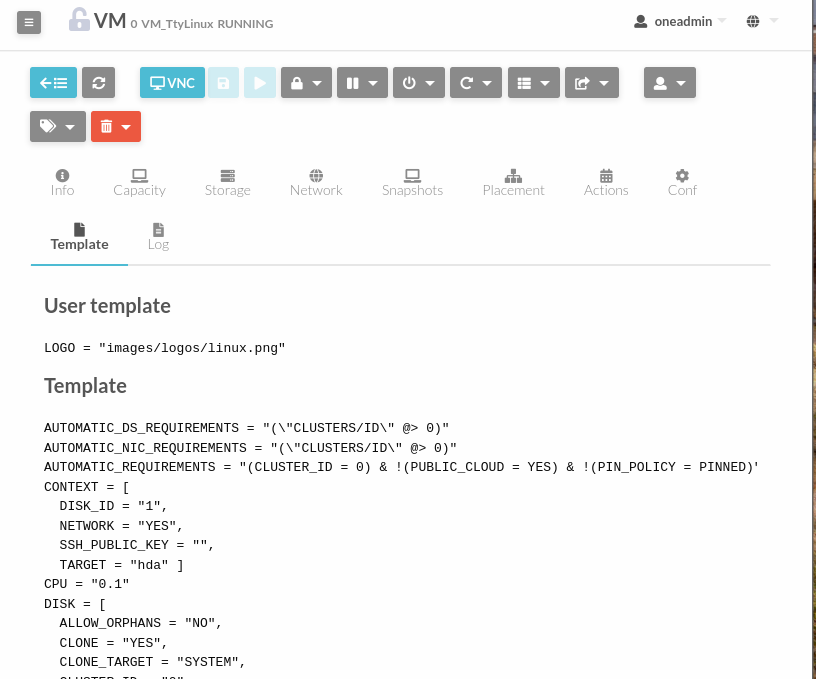 VM 0 VM_TtyLinux RUNNING
oneadmin
VNC
Info Capacity Storage Network Snapshots Placement Actions Conf
Template Log
User template
LOGO = "images/logos/linux.png"
Template
AUTOMATIC_DS_REQUIREMENTS = "(\"CLUSTERS/ID\" @> 0)"
AUTOMATIC_NIC_REQUIREMENTS = "(\"CLUSTERS/ID\" @> 0)"
AUTOMATIC_REQUIREMENTS = "(CLUSTER_ID = 0) & !(PUBLIC_CLOUD = YES) & !(PIN_POLICY = PINNED)"
CONTEXT = [
  DISK_ID = "1",
  NETWORK = "YES",
  SSH_PUBLIC_KEY = "",
  TARGET = "hda" ]
CPU = "0.1"
DISK = [
  ALLOW_ORPHANS = "NO",
  CLONE = "YES",
  CLONE_TARGET = "SYSTEM",